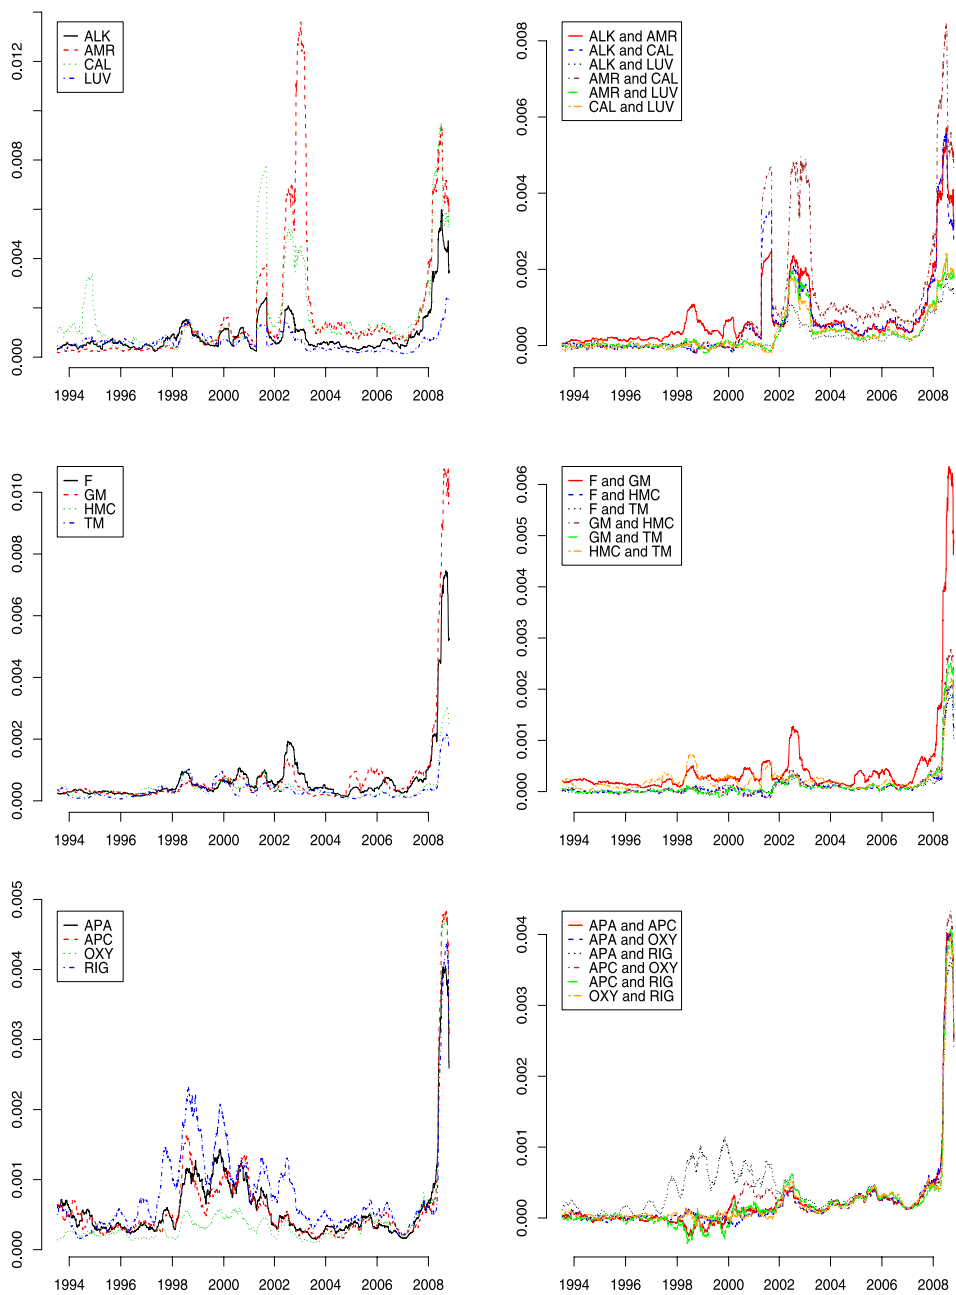 ALK
AMR
CAL
LUV
0.000
0.004
0.008
0.012
1994 1996 1998 2000 2002 2004 2006 2008
ALK and AMR
ALK and CAL
ALK and LUV
AMR and CAL
AMR and LUV
CAL and LUV
0.000
0.002
0.004
0.006
0.008
1994 1996 1998 2000 2002 2004 2006 2008
F
GM
HMC
TM
0.000
0.002
0.004
0.006
0.008
0.010
1994 1996 1998 2000 2002 2004 2006 2008
F and GM
F and HMC
F and TM
GM and HMC
GM and TM
HMC and TM
0.000
0.001
0.002
0.003
0.004
0.005
0.006
1994 1996 1998 2000 2002 2004 2006 2008
APA
APC
OXY
RIG
0.000
0.001
0.002
0.003
0.004
0.005
1994 1996 1998 2000 2002 2004 2006 2008
APA and APC
APA and OXY
APA and RIG
APC and OXY
APC and RIG
OXY and RIG
0.000
0.001
0.002
0.003
0.004
1994 1996 1998 2000 2002 2004 2006 2008